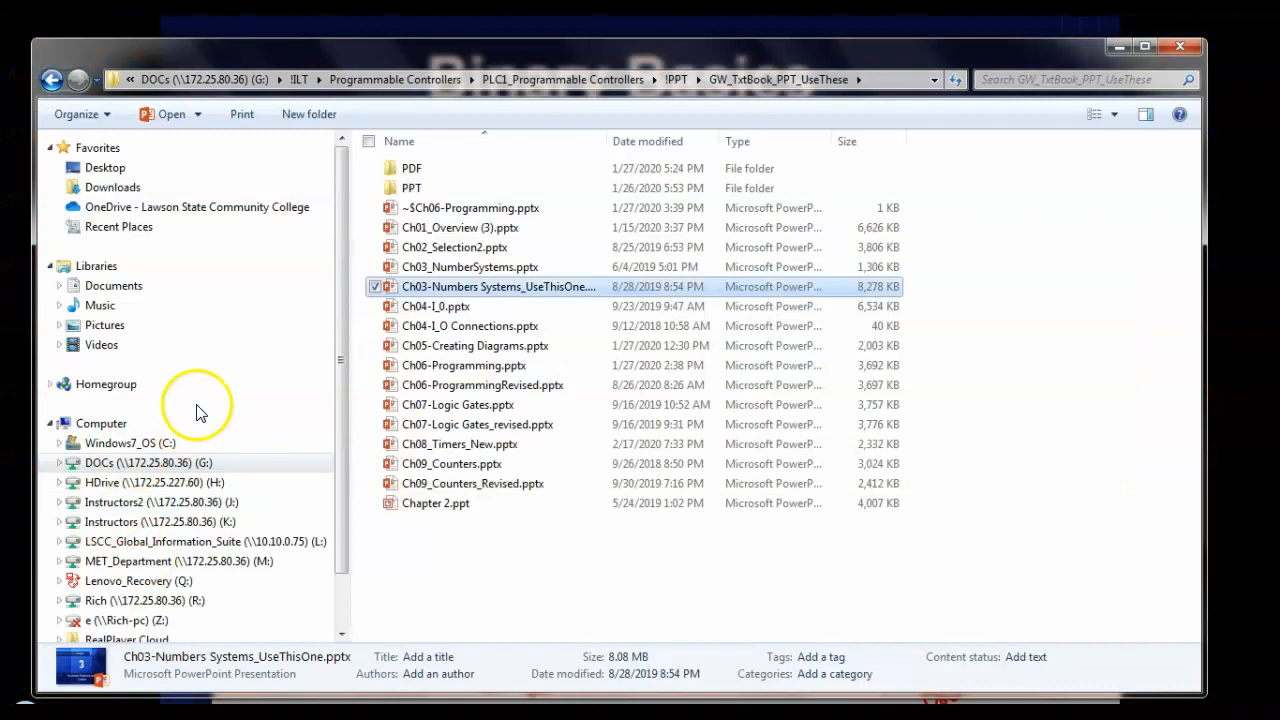 « DOCs (\\172.25.80.36) (G:) !ILT Programmable Controllers PLC1_Programmable Controllers !PPT GW_TxtBook_PPT_UseThese
Search GW_TxtBook_PPT_UseThese
Organize Open Print New folder
Favorites
Desktop
Downloads
OneDrive - Lawson State Community College
Recent Places
Libraries
Documents
Music
Pictures
Videos
Homegroup
Computer
Windows7_OS (C:)
DOCs (\\172.25.80.36) (G:)
HDrive (\\172.25.227.60) (H:)
Instructors2 (\\172.25.80.36) (J:)
Instructors (\\172.25.80.36) (K:)
LSCC_Global_Information_Suite (\\10.10.0.75) (L:)
MET_Department (\\172.25.80.36) (M:)
Lenovo_Recovery (Q:)
Rich (\\172.25.80.36) (R:)
e (\\Rich-pc) (Z:)
RealPlayer Cloud
Name Date modified Type Size
PDF 1/27/2020 5:24 PM File folder
PPT 1/26/2020 5:53 PM File folder
~$Ch06-Programming.pptx 1/27/2020 3:39 PM Microsoft PowerP... 1 KB
Ch01_Overview (3).pptx 1/15/2020 3:37 PM Microsoft PowerP... 6,626 KB
Ch02_Selection2.pptx 8/25/2019 6:53 PM Microsoft PowerP... 3,806 KB
Ch03_NumberSystems.pptx 6/4/2019 5:01 PM Microsoft PowerP... 1,306 KB
Ch03-Numbers Systems_UseThisOne.... 8/28/2019 8:54 PM Microsoft PowerP... 8,278 KB
Ch04-I_0.pptx 9/23/2019 9:47 AM Microsoft PowerP... 6,534 KB
Ch04-I_O Connections.pptx 9/12/2018 10:58 AM Microsoft PowerP... 40 KB
Ch05-Creating Diagrams.pptx 1/27/2020 12:30 PM Microsoft PowerP... 2,003 KB
Ch06-Programming.pptx 1/27/2020 2:38 PM Microsoft PowerP... 3,692 KB
Ch06-ProgrammingRevised.pptx 8/26/2020 8:26 AM Microsoft PowerP... 3,697 KB
Ch07-Logic Gates.pptx 9/16/2019 10:52 AM Microsoft PowerP... 3,757 KB
Ch07-Logic Gates_revised.pptx 9/16/2019 9:31 PM Microsoft PowerP... 3,776 KB
Ch08_Timers_New.pptx 2/17/2020 7:33 PM Microsoft PowerP... 2,332 KB
Ch09_Counters.pptx 9/26/2018 8:50 PM Microsoft PowerP... 3,024 KB
Ch09_Counters_Revised.pptx 9/30/2019 7:16 PM Microsoft PowerP... 2,412 KB
Chapter 2.ppt 5/24/2019 1:02 PM Microsoft PowerP... 4,007 KB
Ch03-Numbers Systems_UseThisOne.pptx Title: Add a title Size: 8.08 MB Tags: Add a tag Content status: Add text
Microsoft PowerPoint Presentation Authors: Add an author Date modified: 8/28/2019 8:54 PM Categories: Add a category